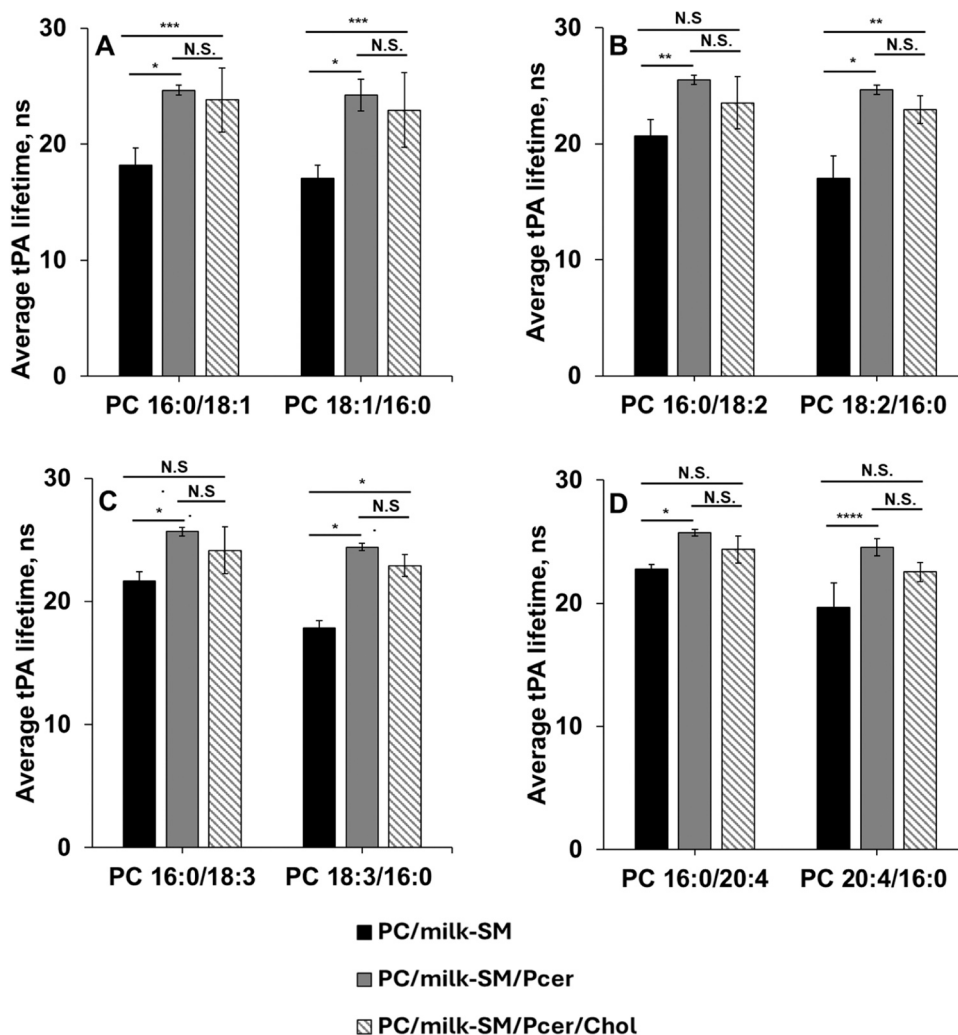 A
30
20
10
0
Average tPA lifetime, ns
***
N.S.
*
***
N.S.
*
PC 16:0/18:1 PC 18:1/16:0
B
30
20
10
0
Average tPA lifetime, ns
N.S
N.S.
**
**
N.S.
*
PC 16:0/18:2 PC 18:2/16:0
C
30
20
10
0
Average tPA lifetime, ns
N.S
N.S
*
*
N.S
*
PC 16:0/18:3 PC 18:3/16:0
D
30
20
10
0
Average tPA lifetime, ns
N.S.
N.S.
*
N.S.
N.S.
****
PC 16:0/20:4 PC 20:4/16:0
PC/milk-SM
PC/milk-SM/Pcer
PC/milk-SM/Pcer/Chol